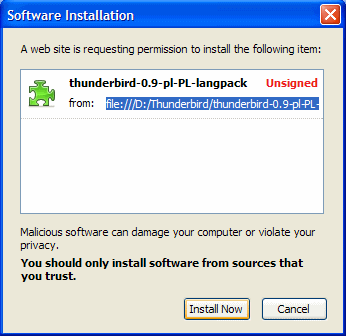 Software Installation
A web site is requesting permission to install the following item:
thunderbird-0.9-pl-PL-langpack Unsigned
from: file:///D:/Thunderbird/thunderbird-0.9-pl-PL-
Malicious software can damage your computer or violate your
privacy.
You should only install software from sources that
you trust.
Install Now Cancel